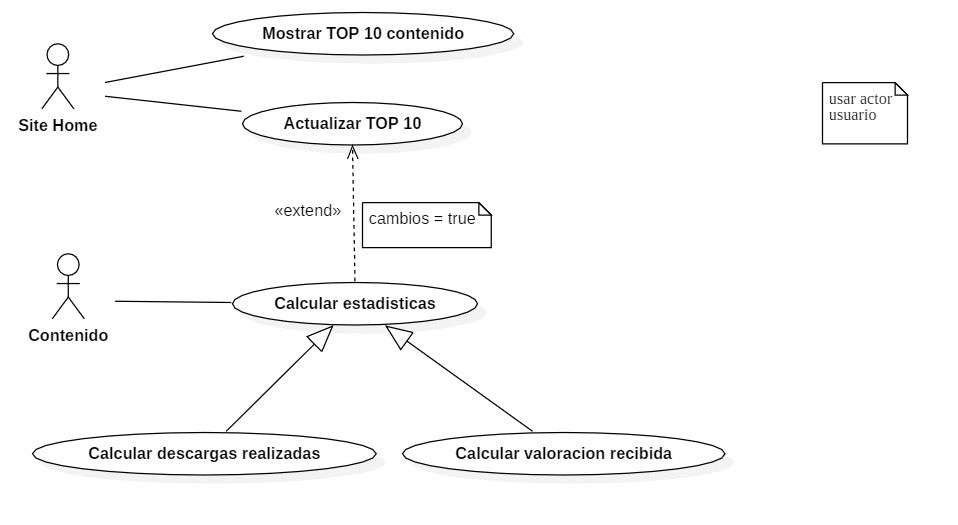 Mostrar TOP 10 contenido
Site Home
usar actor
usuario
Actualizar TOP 10
«extend»
cambios = true
Contenido
Calcular estadisticas
Calcular descargas realizadas
Calcular valoracion recibida